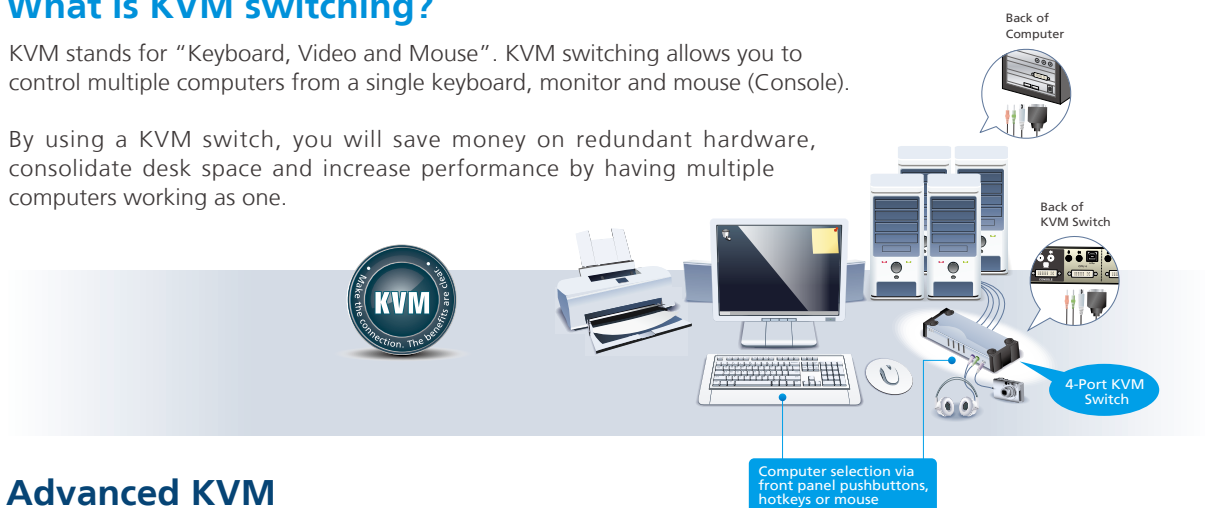 What is KVM switching?
KVM stands for “Keyboard, Video and Mouse”. KVM switching allows you to
control multiple computers from a single keyboard, monitor and mouse (Console).
By using a KVM switch, you will save money on redundant hardware,
consolidate desk space and increase performance by having multiple
computers working as one.
Back of
Computer
Back of
KVM Switch
Make the connection. The benefits are clear.
KVM
4-Port KVM
Switch
Computer selection via
front panel pushbuttons,
hotkeys or mouse
Advanced KVM